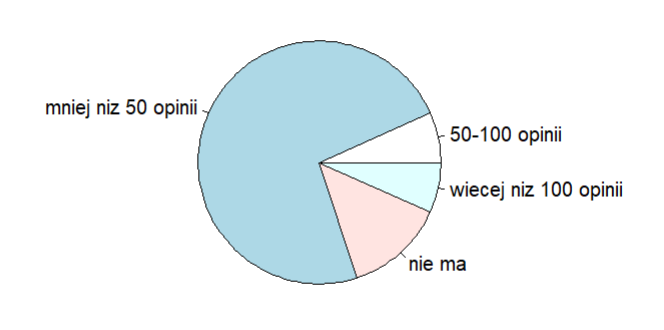 mniej niz 50 opinii
50-100 opinii
wiecej niz 100 opinii
nie ma